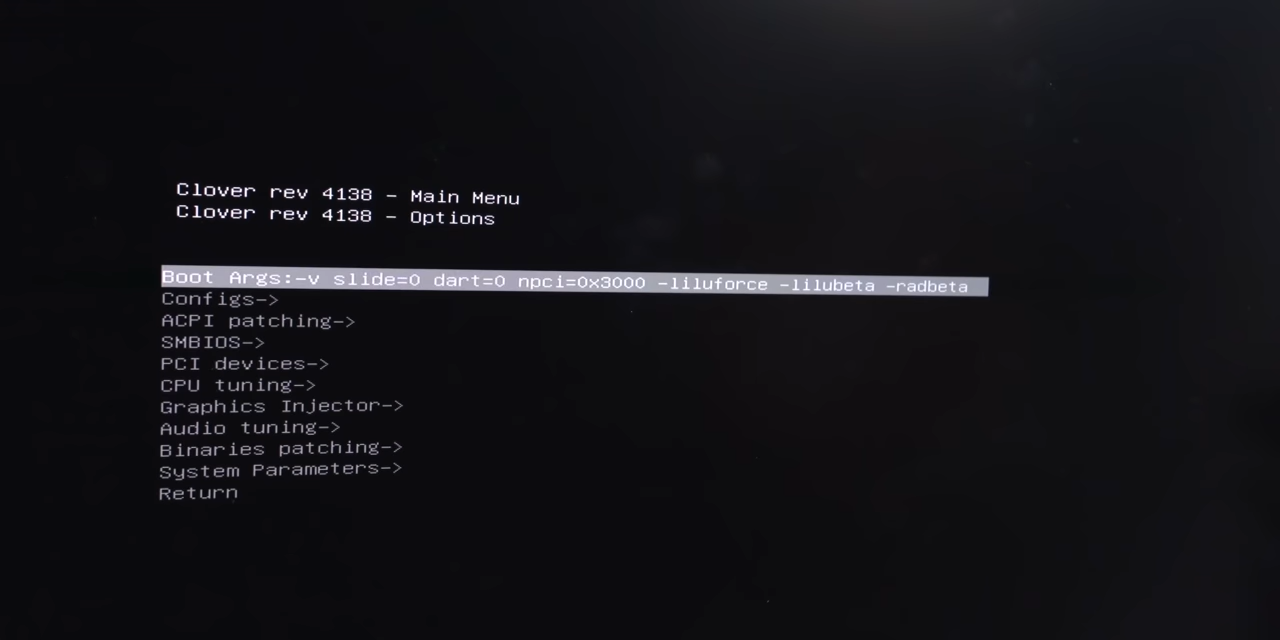 Clover rev 4138 - Main Menu
Clover rev 4138 - Options
Boot Args:-v slide=0 dart=0 npci=0x3000 -liluforce -lilubeta -radbeta
Configs->
ACPI patching->
SMBIOS->
PCI devices->
CPU tuning->
Graphics Injector->
Audio tuning->
Binaries patching->
System Parameters->
Return